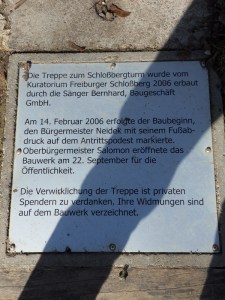 Die Treppe zum Schloßbergturm wurde vom
Kuratorium Freiburger Schloßberg 2006 erbaut
durch die Sänger Bernhard, Baugeschäft
GmbH.
Am 14. Februar 2006 erfolgte der Baubeginn,
den Bürgermeister Neidek mit seinem Fußab-
druck auf dem Antrittspodest markierte.
Oberbürgermeister Salomon eröffnete das
Bauwerk am 22. September für die
Öffentlichkeit.
Die Verwirklichung der Treppe ist privaten
Spendern zu verdanken. Ihre Widmungen sind
auf dem Bauwerk verzeichnet.